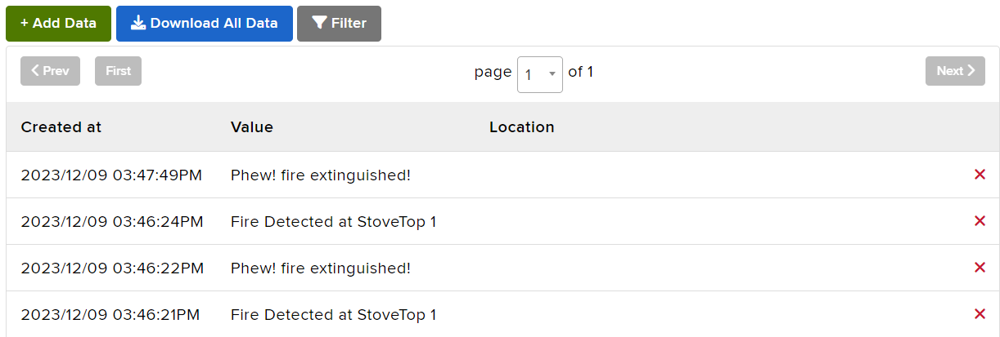 + Add Data Download All Data Filter
Prev First page 1 of 1 Next
Created at Value Location
2023/12/09 03:47:49PM Phew! fire extinguished!
2023/12/09 03:46:24PM Fire Detected at StoveTop 1
2023/12/09 03:46:22PM Phew! fire extinguished!
2023/12/09 03:46:21PM Fire Detected at StoveTop 1